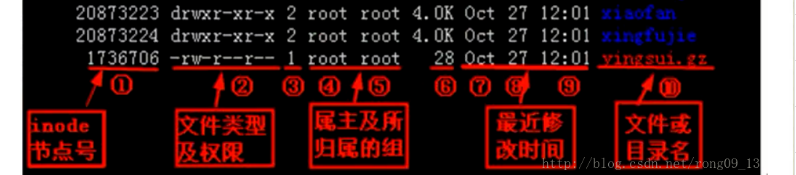 20873223 drwxr-xr-x 2 root root 4.0K Oct 27 12:01 xiaofan
20873224 drwxr-xr-x 2 root root 4.0K Oct 27 12:01 xingfujie
1736706 -rw-r--r-- 1 root root 28 Oct 27 12:01 yingsui.gz
① ② ③ ④ ⑤ ⑥ ⑦ ⑧ ⑨ ⑩
inode 文件类型 属主及所 最近修 文件或
节点号 及权限 归属的组 改时间 目录名
http://blog.csdn.net/rong09_13